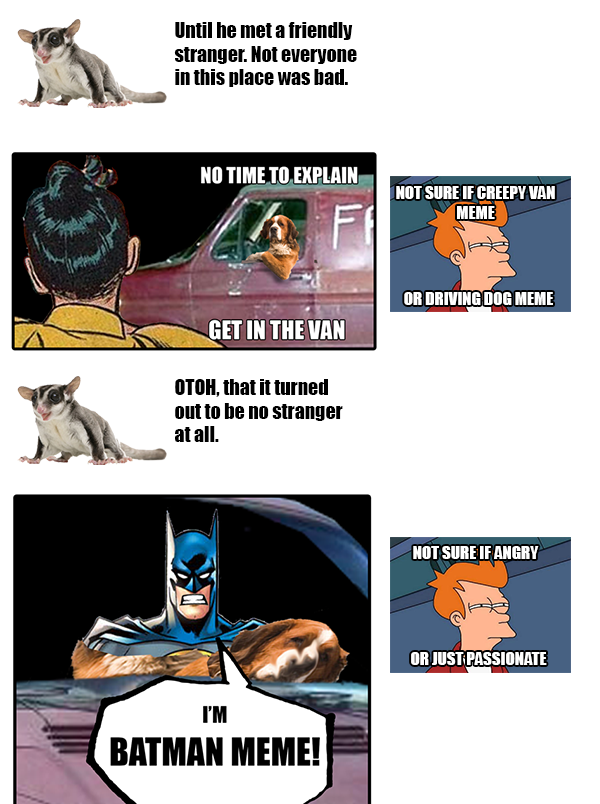 Until he met a friendly
stranger. Not everyone
in this place was bad.
NO TIME TO EXPLAIN
F
GET IN THE VAN
NOT SURE IF CREEPY VAN
MEME
OR DRIVING DOG MEME
OTOH, that it turned
out to be no stranger
at all.
I'M
BATMAN MEME!
NOT SURE IF ANGRY
OR JUST PASSIONATE